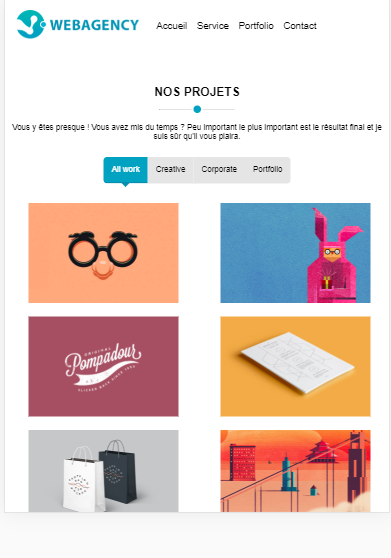 WEBAGENCY
Accueil Service Portfolio Contact
NOS PROJETS
Vous y êtes presque ! Vous avez mis du temps ? Peu important le plus important est le résultat final et je
suis sûr qu'il vous plaira.
All work Creative Corporate Portfolio
ORIGINAL
Pompadour